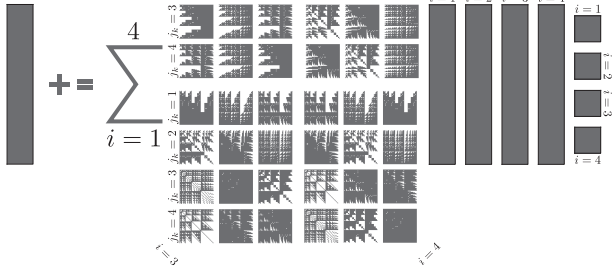 4
+=
∑
i = 1
j_k = 3
j_k = 4
j_k = 1
j_k = 2
j_k = 3
j_k = 4
i = 3
i = 4
i = 1
i = 2
i = 3
i = 4